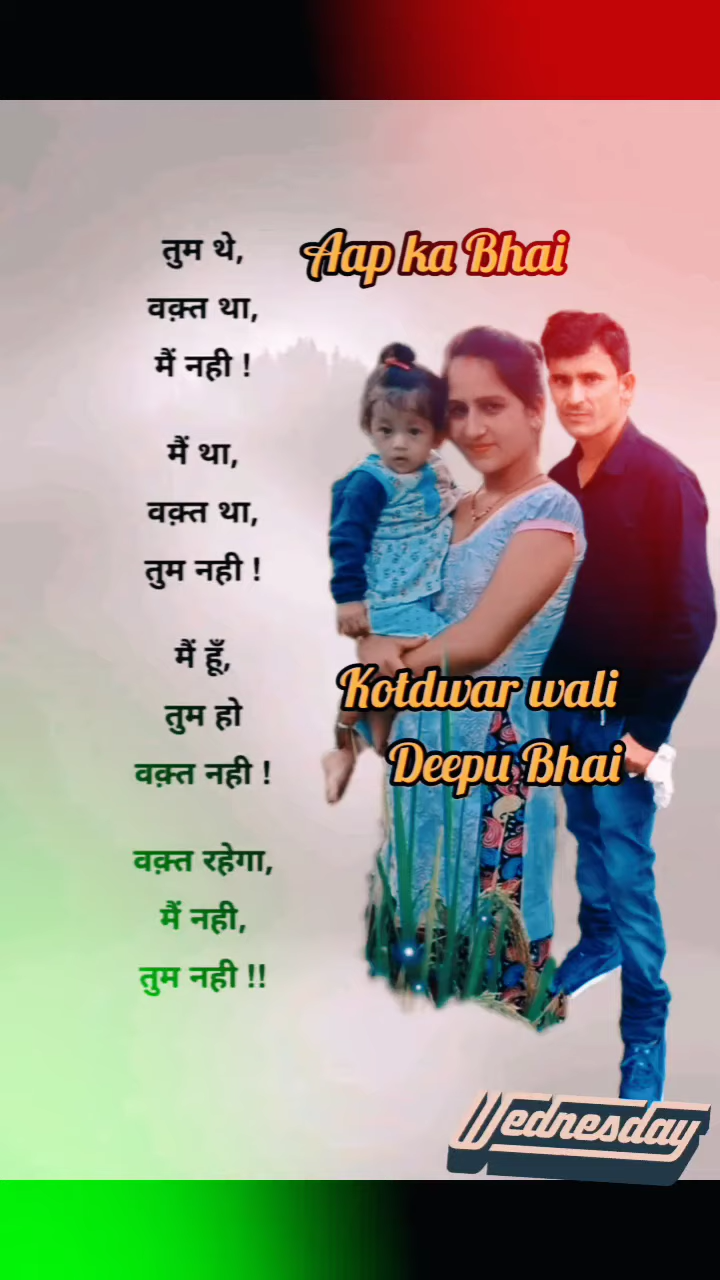 तुम थे,
वक़्त था,
मैं नही !
मैं था,
वक़्त था,
तुम नही !
मैं हूँ,
तुम हो
वक़्त नही !
वक़्त रहेगा,
मैं नही,
तुम नही !!
Aap ka Bhai
Kotdwar wali
Deepu Bhai
Wednesday